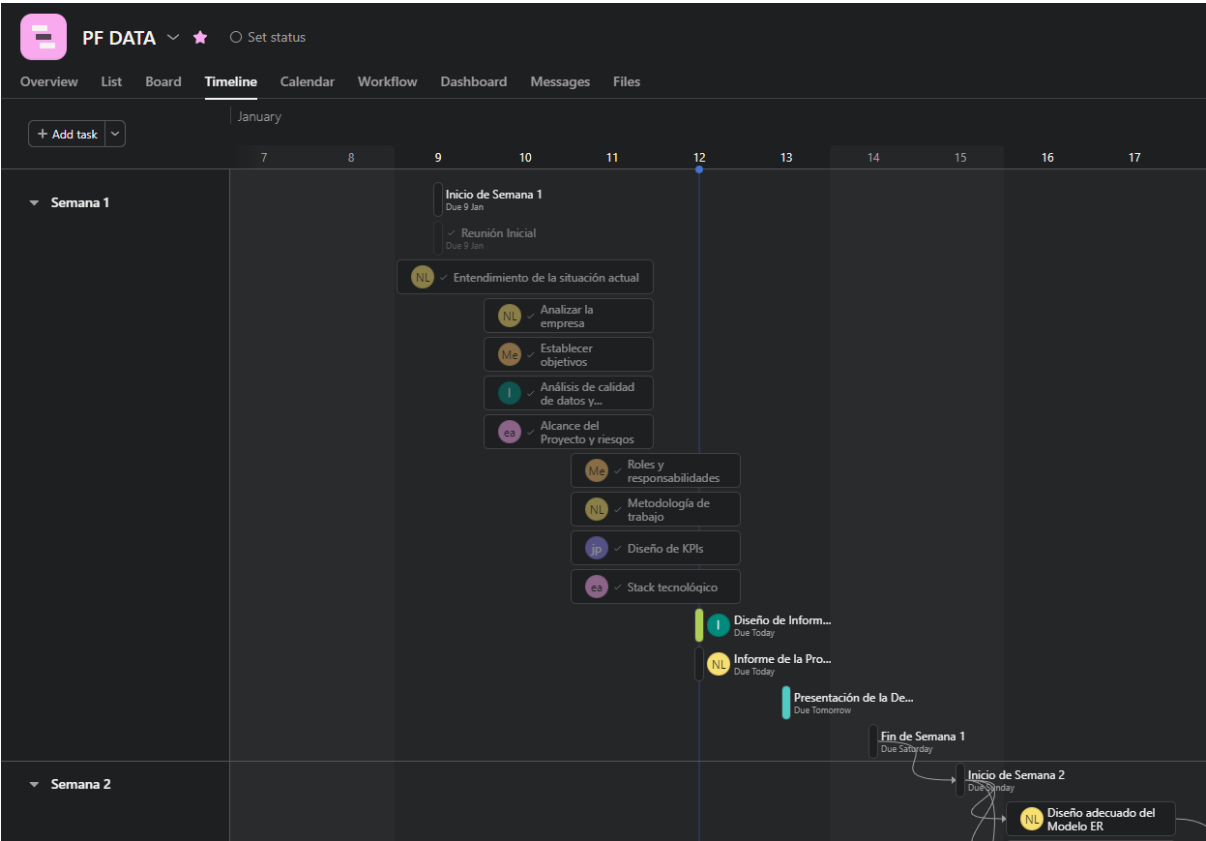 PF DATA
Set status
Overview List Board Timeline Calendar Workflow Dashboard Messages Files
January
+ Add task
7 8 9 10 11 12 13 14 15 16 17
Semana 1
Inicio de Semana 1
Due 9 Jan
Reunión Inicial
Due 9 Jan
NL Entendimiento de la situación actual
NL Analizar la
empresa
Me Establecer
objetivos
I Análisis de calidad
de datos y...
ea Alcance del
Proyecto y riesgos
Me Roles y
responsabilidades
NL Metodología de
trabajo
jp Diseño de KPIs
ea Stack tecnológico
I Diseño de Inform...
Due Today
NL Informe de la Pro...
Due Today
Presentación de la De...
Due Tomorrow
Fin de Semana 1
Due Saturday
Semana 2
Inicio de Semana 2
Due Sunday
NL Diseño adecuado del
Modelo ER